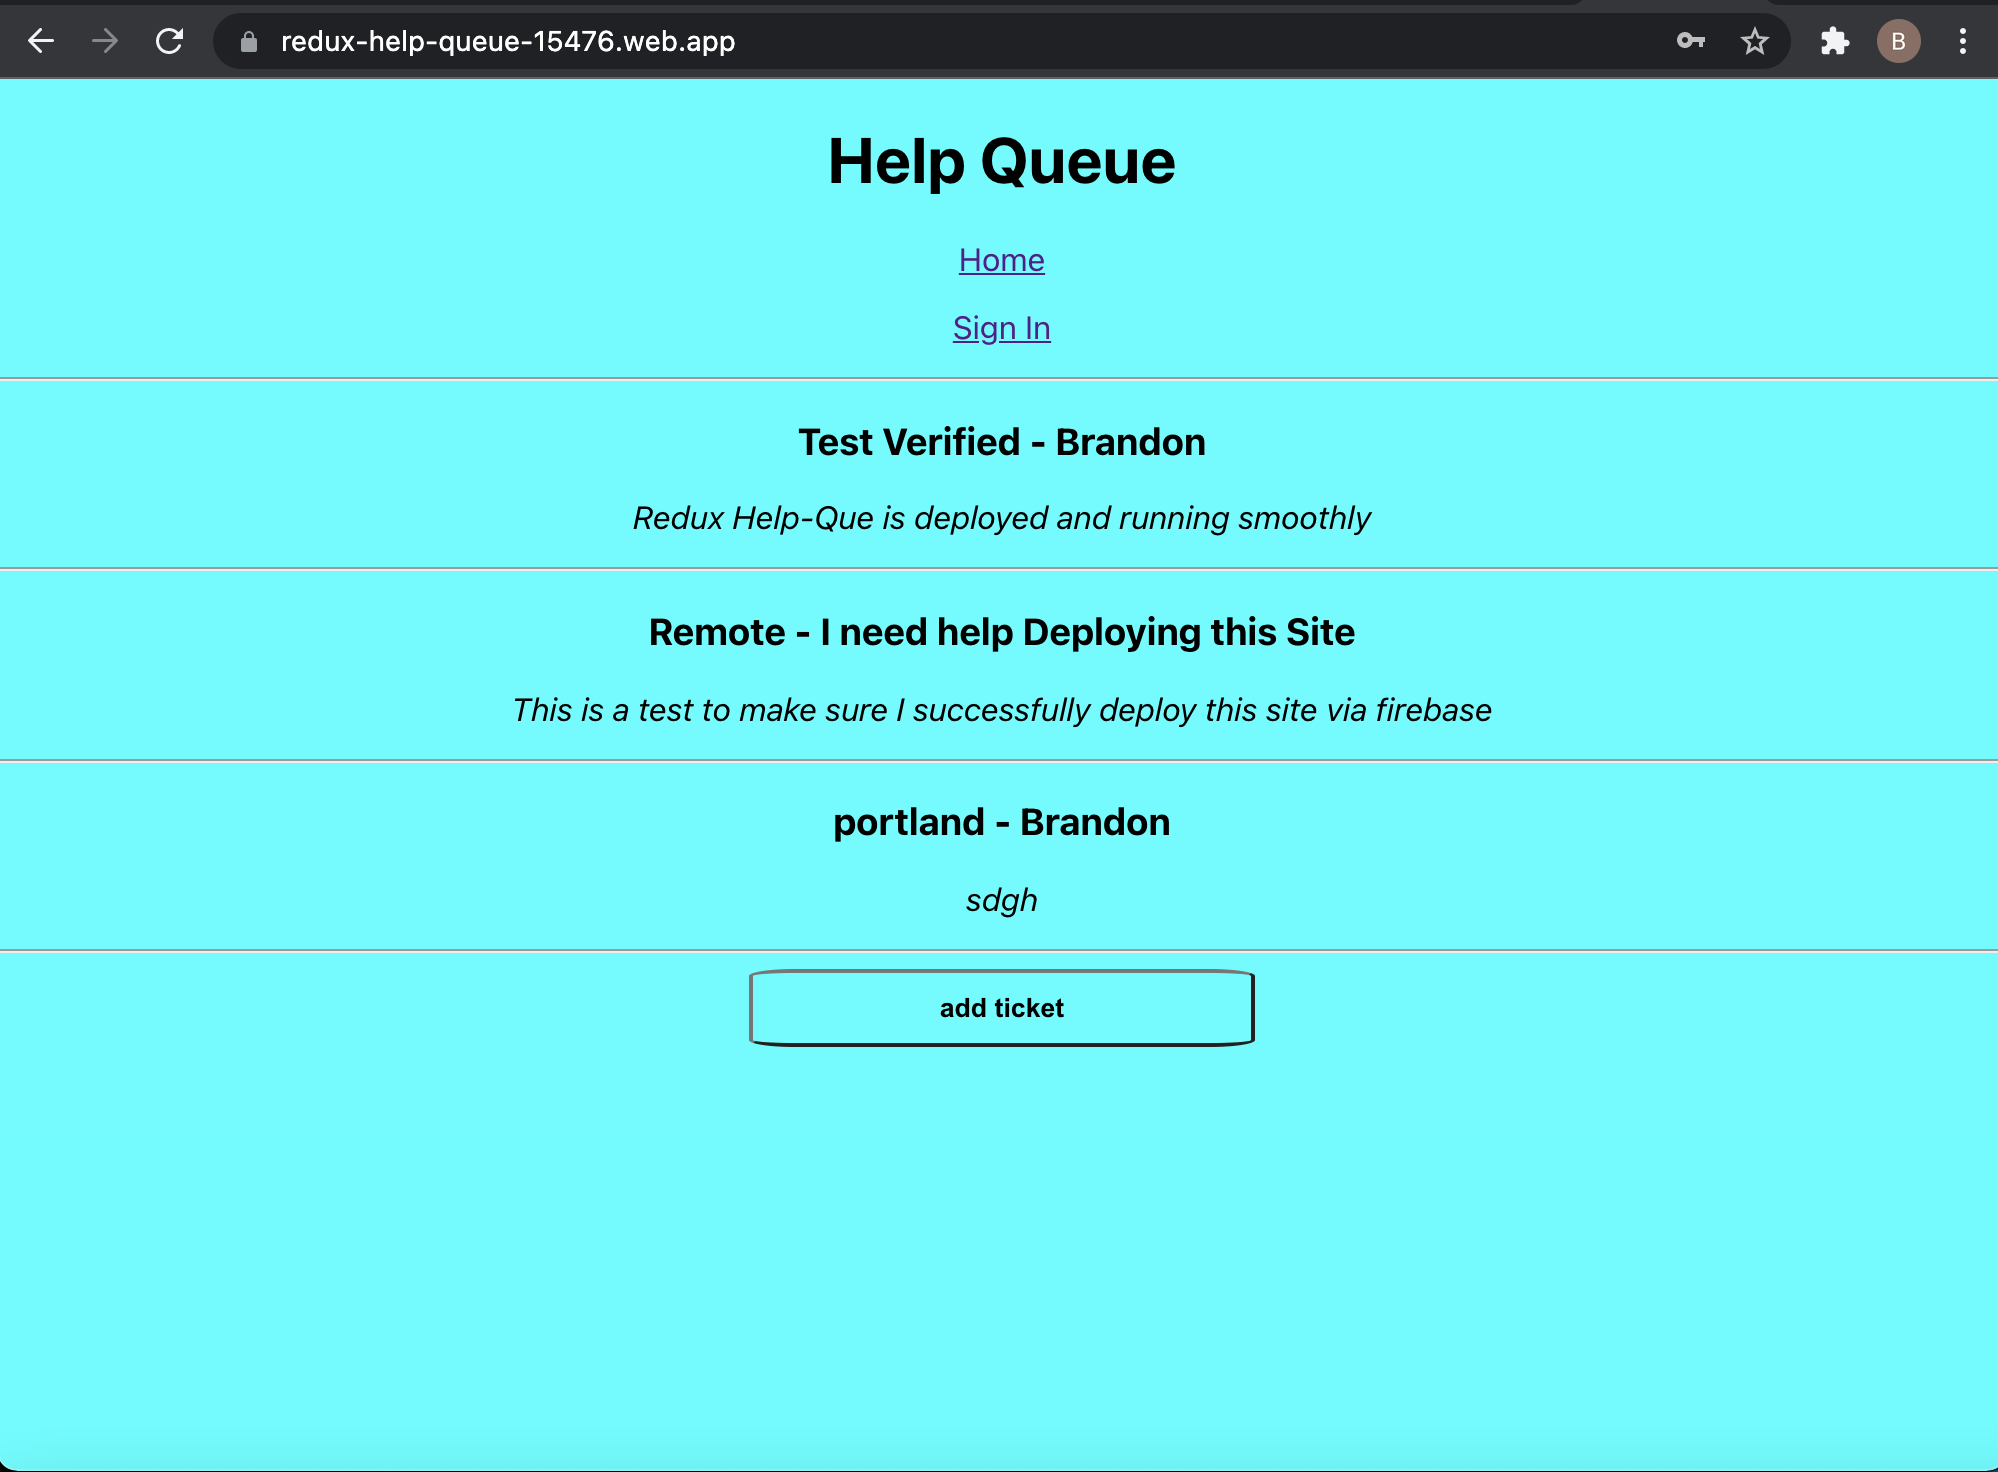 redux-help-queue-15476.web.app
B
Help Queue
Home
Sign In
Test Verified - Brandon
Redux Help-Que is deployed and running smoothly
Remote - I need help Deploying this Site
This is a test to make sure I successfully deploy this site via firebase
portland - Brandon
sdgh
add ticket